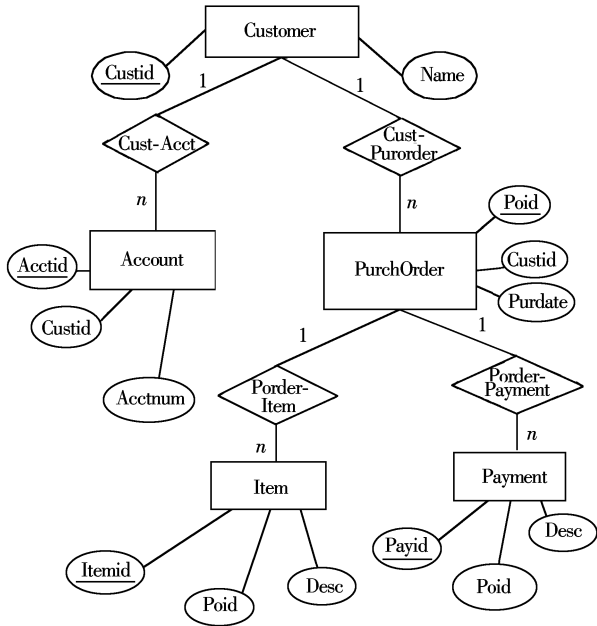 Customer
Custid
Name
1
1
Cust-Acct
Cust-
Purorder
n
n
Poid
Acctid
Account
PurchOrder
Custid
Custid
Purdate
1
1
Acctnum
Porder-
Item
Porder-
Payment
n
n
Item
Payment
Itemid
Poid
Desc
Payid
Poid
Desc